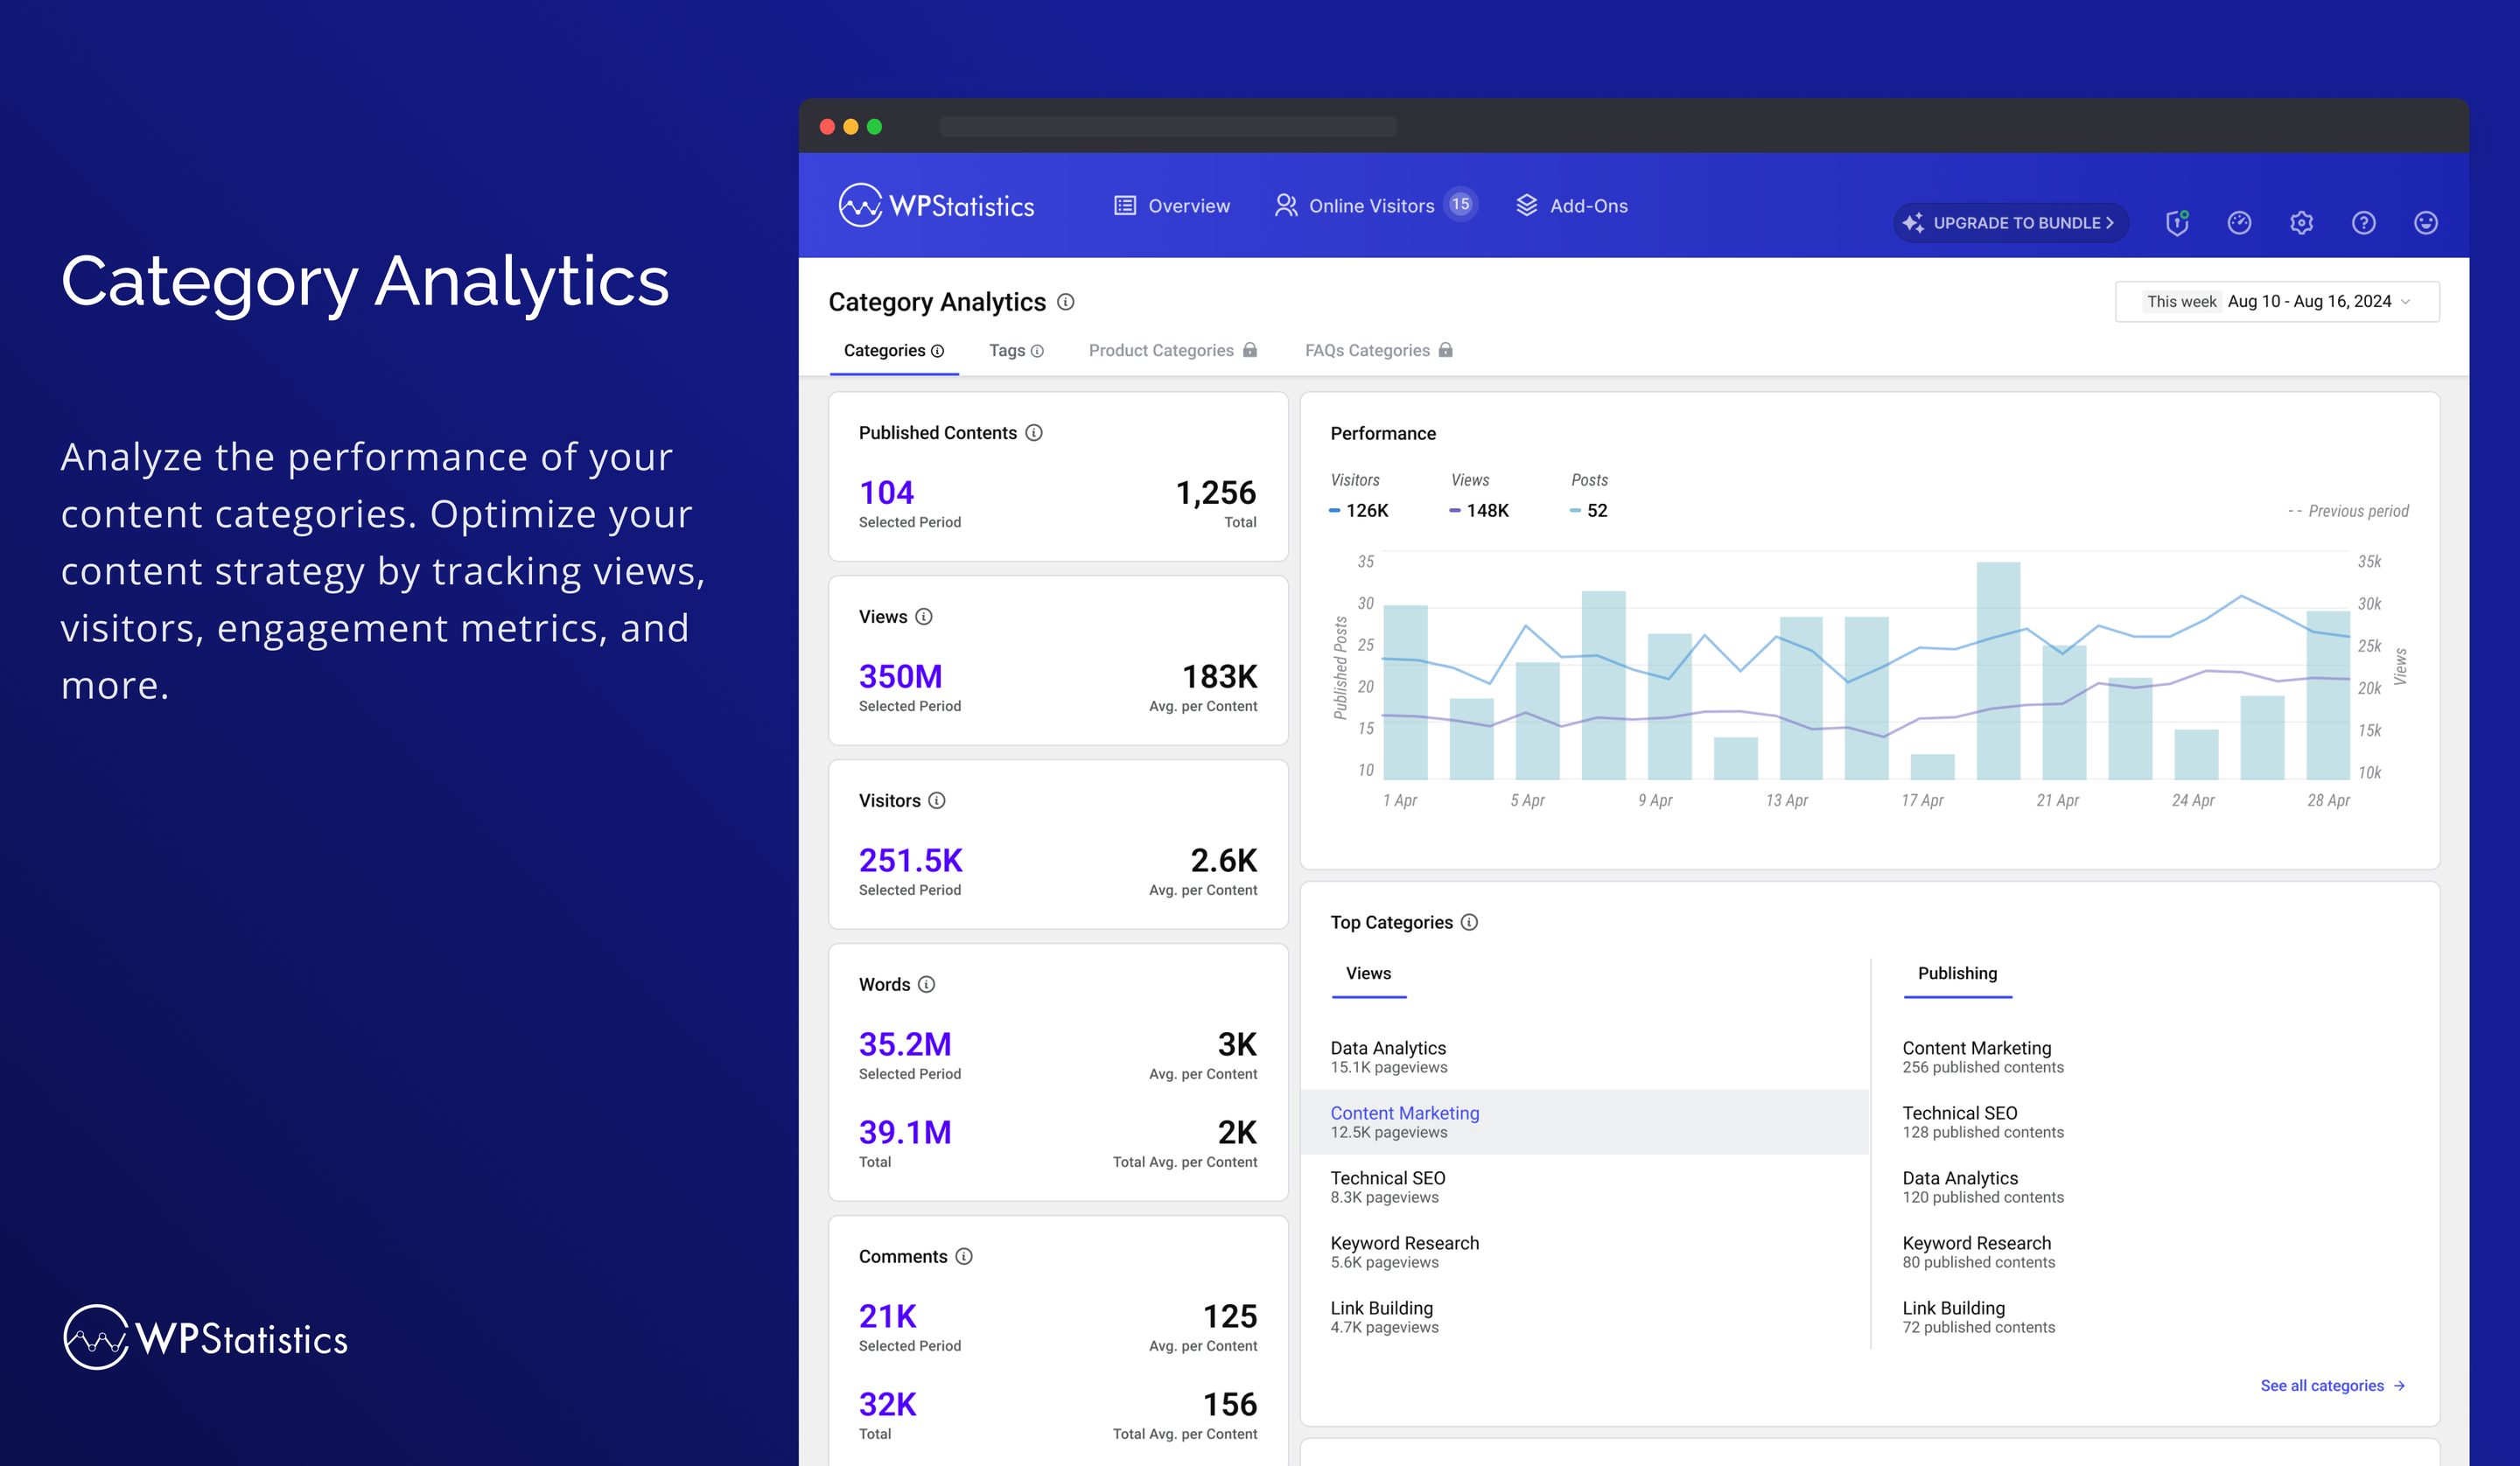 Category Analytics
Analyze the performance of your
content categories. Optimize your
content strategy by tracking views,
visitors, engagement metrics, and
more.
WPStatistics
WPStatistics
Overview
Online Visitors 15
Add-Ons
UPGRADE TO BUNDLE
Category Analytics
This week Aug 10 - Aug 16, 2024
Categories
Tags
Product Categories
FAQs Categories
Published Contents
104 1,256
Selected Period Total
Views
350M 183K
Selected Period Avg. per Content
Visitors
251.5K 2.6K
Selected Period Avg. per Content
Words
35.2M 3K
Selected Period Avg. per Content
39.1M 2K
Total Total Avg. per Content
Comments
21K 125
Selected Period Avg. per Content
32K 156
Total Total Avg. per Content
Performance
Visitors Views Posts
126K 148K 52
-- Previous period
Published Posts
35
30
25
20
15
10
35k
30k
25k
20k
15k
10k
Views
1 Apr 5 Apr 9 Apr 13 Apr 17 Apr 21 Apr 24 Apr 28 Apr
Top Categories
Views
Data Analytics
15.1K pageviews
Content Marketing
12.5K pageviews
Technical SEO
8.3K pageviews
Keyword Research
5.6K pageviews
Link Building
4.7K pageviews
Publishing
Content Marketing
256 published contents
Technical SEO
128 published contents
Data Analytics
120 published contents
Keyword Research
80 published contents
Link Building
72 published contents
See all categories →